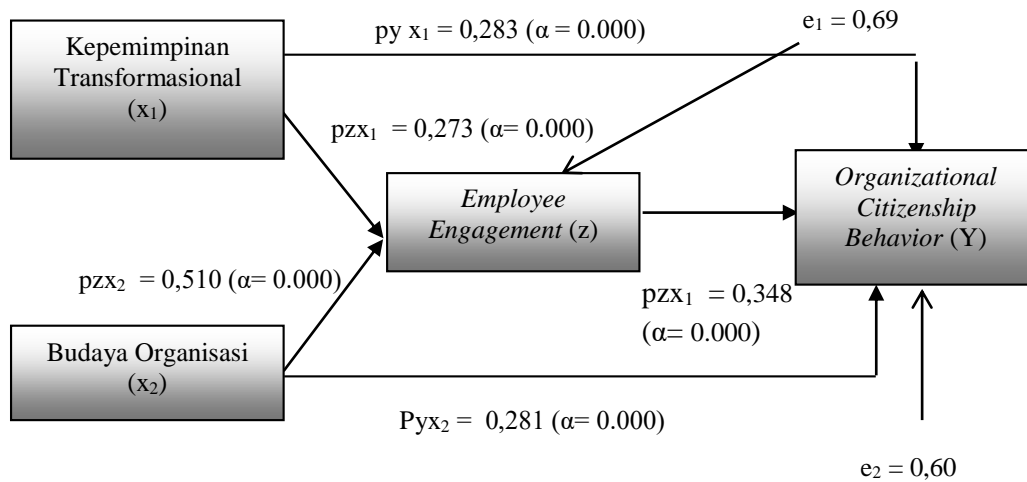 Kepemimpinan
Transformasional
(x₁)
py x₁ = 0,283 (α = 0.000)
e₁ = 0,69
pzx₁ = 0,273 (α= 0.000)
Employee
Engagement (z)
Organizational
Citizenship
Behavior (Y)
pzx₂ = 0,510 (α= 0.000)
pzx₁ = 0,348
(α= 0.000)
Budaya Organisasi
(x₂)
Pyx₂ = 0,281 (α= 0.000)
e₂ = 0,60